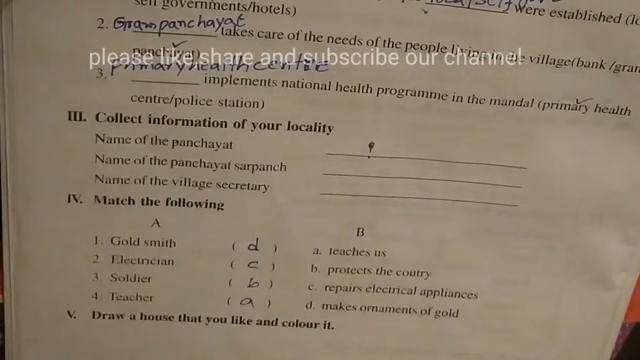 self governments/hotels)
were established
2. Grampanchayat takes care of the needs of the people living in the village(bank /gram
panchayat)
please like share and subscribe our channel
primary health centre
3. __________ implements national health programme in the mandal (primary health
centre/police station)
III. Collect information of your locality
Name of the panchayat
Name of the panchayat sarpanch
Name of the village secretary
IV. Match the following
A B
1. Gold smith ( d ) a. teaches us
2 Electrician ( c ) b. protects the coutry
3. Soldier ( b ) c. repairs electrical appliances
4. Teacher ( a ) d. makes ornaments of gold
V. Draw a house that you like and colour it.